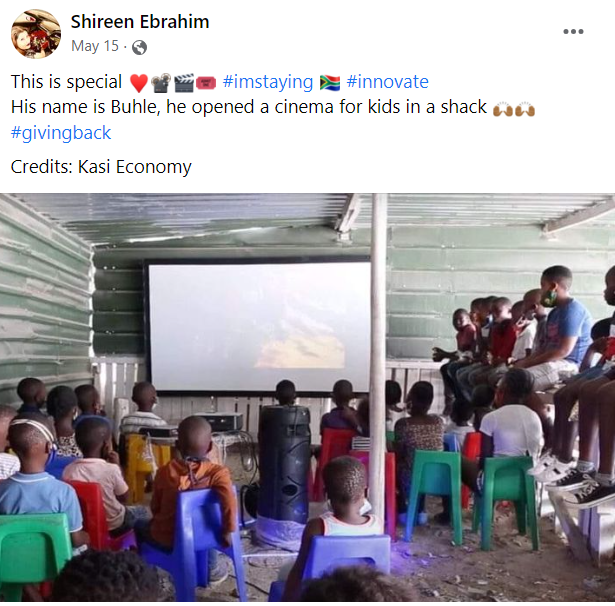 Shireen Ebrahim
May 15 ·
This is special ❤️📽️🎬🎟️ #imstaying 🇿🇦 #innovate
His name is Buhle, he opened a cinema for kids in a shack 🙌🏾🙌🏾
#givingback
Credits: Kasi Economy